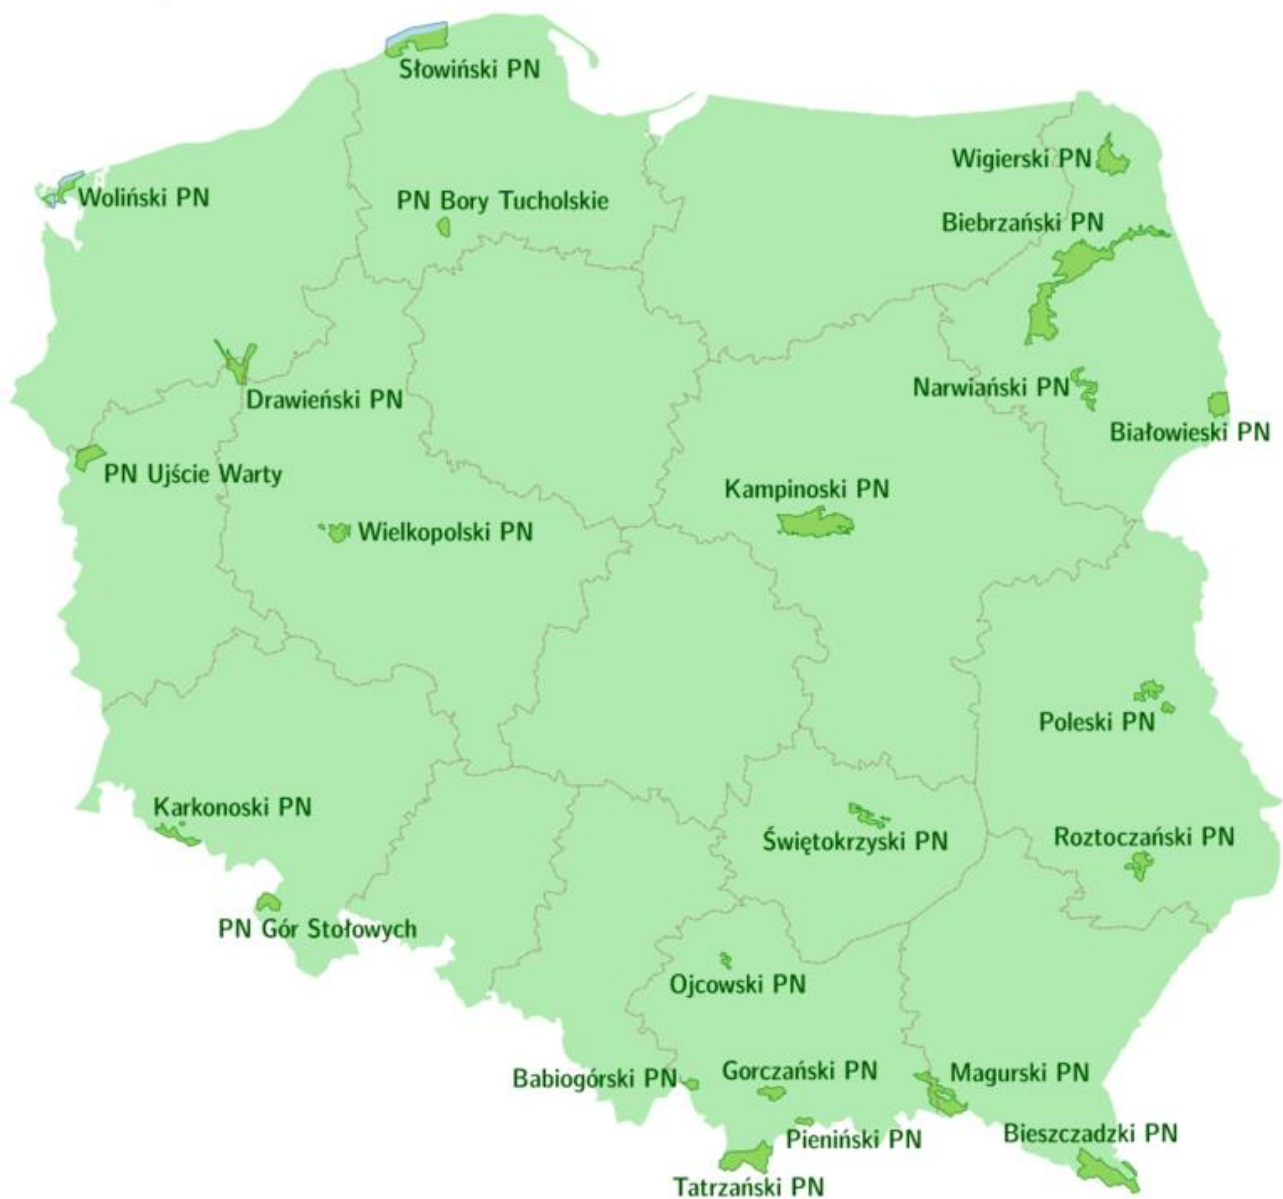 Słowiński PN
Wigierski PN
Woliński PN
PN Bory Tucholskie
Biebrzański PN
Narwiański PN
Drawieński PN
Białowieski PN
PN Ujście Warty
Kampinoski PN
Wielkopolski PN
Poleski PN
Karkonoski PN
Świętokrzyski PN
Roztoczański PN
PN Gór Stołowych
Ojcowski PN
Babiogórski PN
Gorczański PN
Magurski PN
Pieniński PN
Bieszczadzki PN
Tatrzański PN